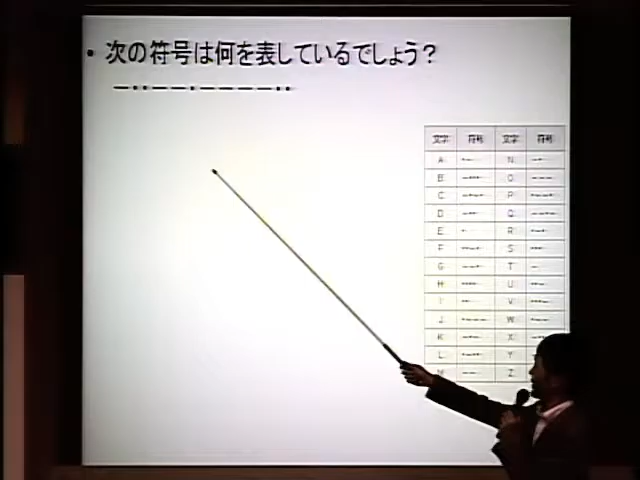 • 次の符号は何を表しているでしょう？
－・・－－・－－－－・・
文字 符号 文字 符号
A ・－ N －・
B －・・・ O －－－
C －・－・ P ・－－・
D －・・ Q －－・－
E ・ R ・－・
F ・・－・ S ・・・
G －－・ T －
H ・・・・ U ・・－
I ・・ V ・・・－
J ・－－－ W ・－－
K －・－ X
L ・－・・ Y
M －－ Z